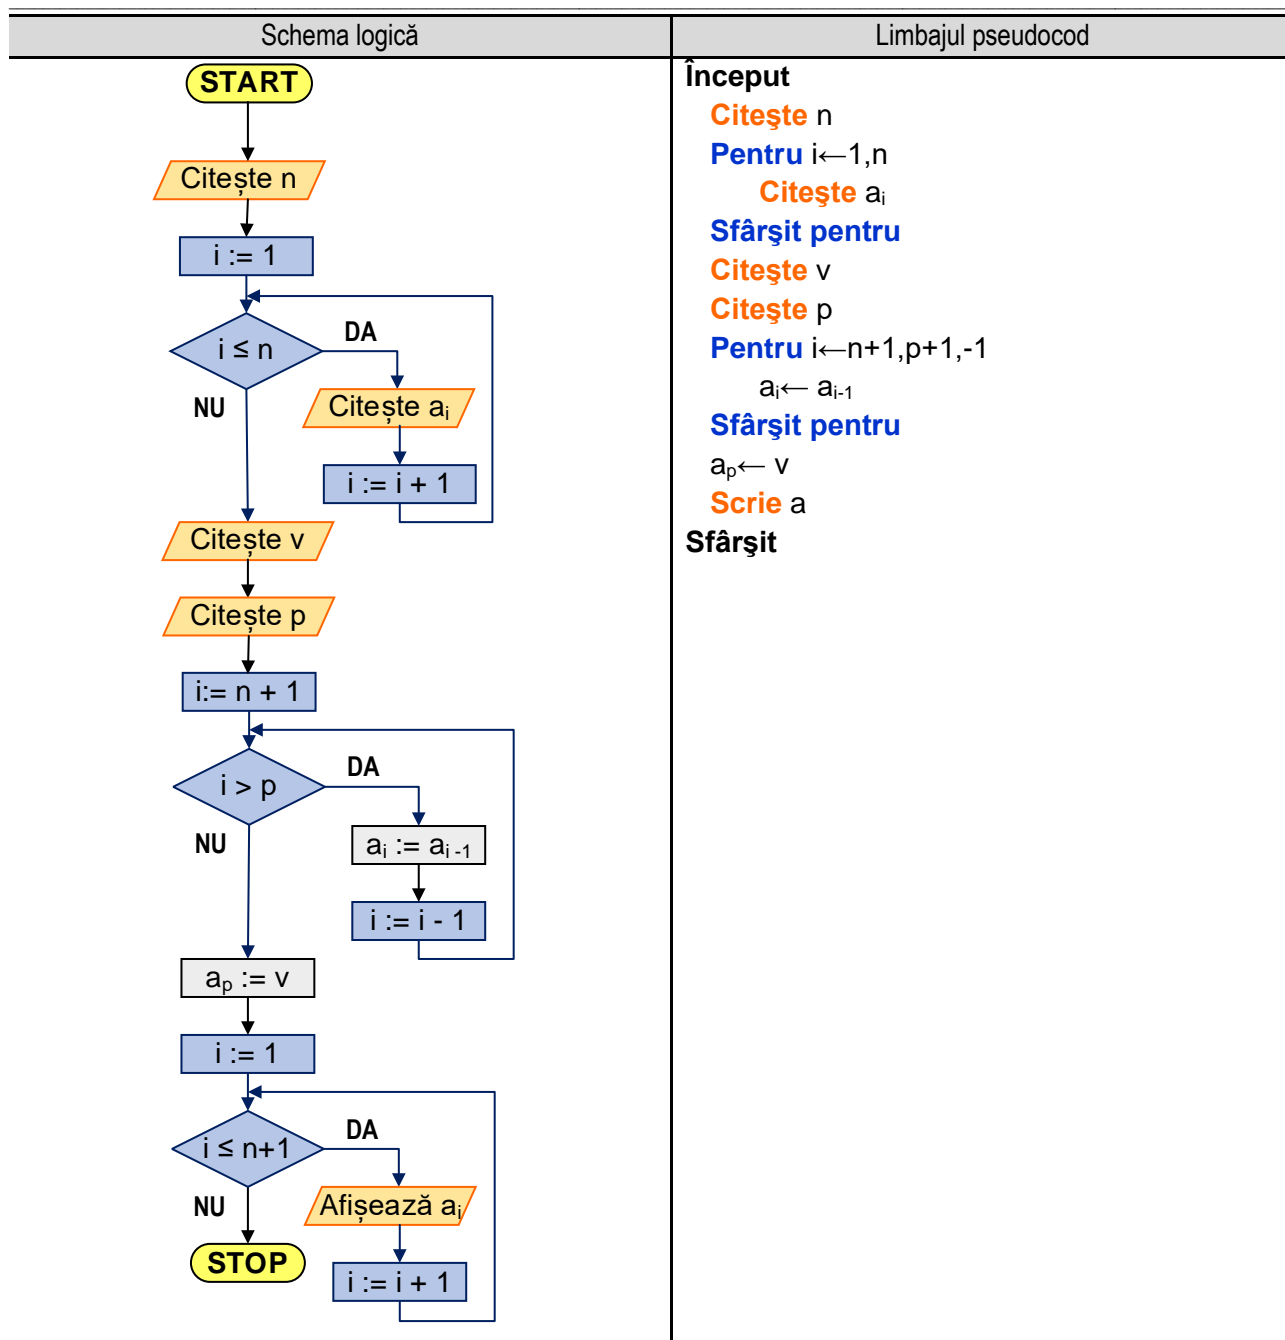 Schema logică
Limbajul pseudocod
START
Citește n
i := 1
i ≤ n
DA
NU
Citește aᵢ
i := i + 1
Citește v
Citește p
i:= n + 1
i > p
DA
NU
aᵢ := aᵢ ₋₁
i := i - 1
aₚ := v
i := 1
i ≤ n+1
DA
NU
Afișează aᵢ
i := i + 1
STOP
Început
Citeşte n
Pentru i←1,n
Citeşte aᵢ
Sfârşit pentru
Citeşte v
Citeşte p
Pentru i←n+1,p+1,-1
aᵢ← aᵢ₋₁
Sfârşit pentru
aₚ← v
Scrie a
Sfârşit